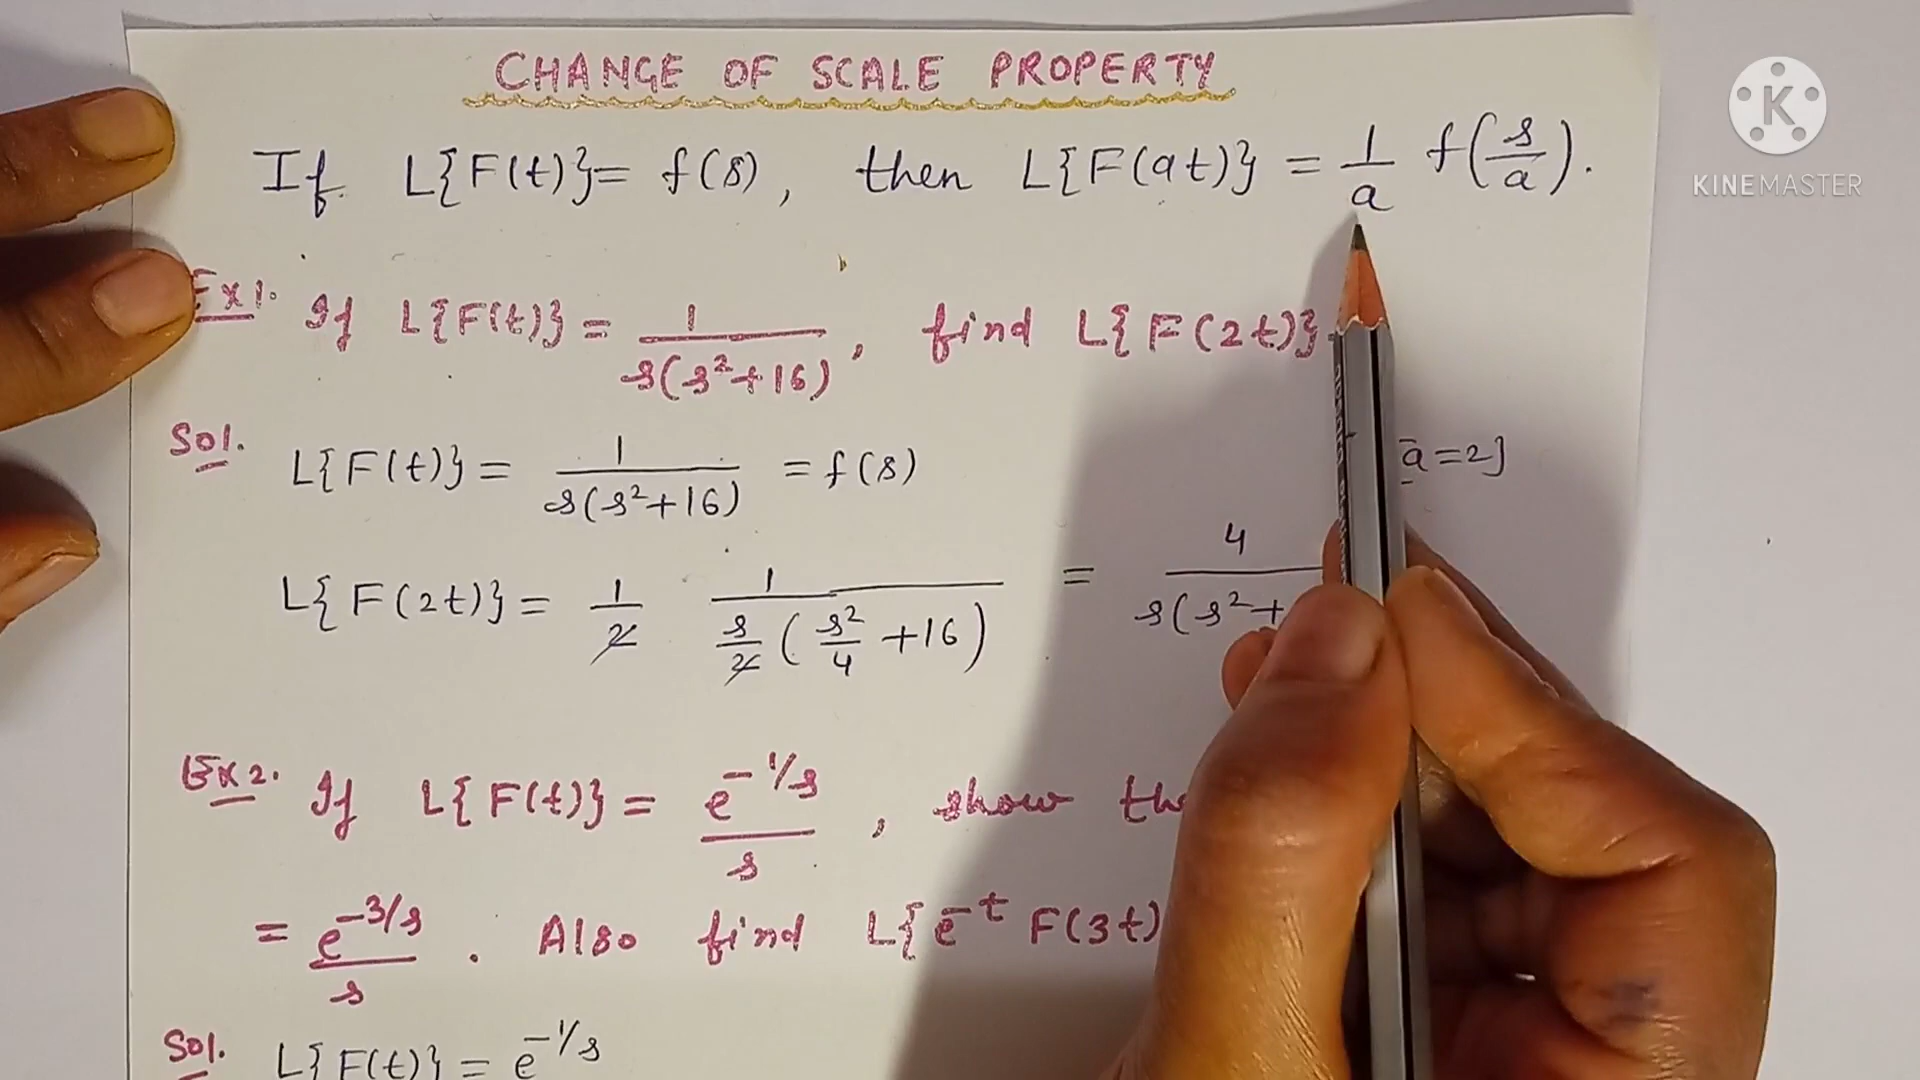 CHANGE OF SCALE PROPERTY
If L{F(t)} = f(s), then L{F(at)} = 1/a f(s/a).
Ex1. If L{F(t)} = 1/s(s²+16), find L{F(2t)}
Sol. L{F(t)} = 1/s(s²+16) = f(s) a=2]
L{F(2t)} = 1/2 1/(s/2 (s²/4 +16)) = 4/s(s²+
Ex2. If L{F(t)} = e^-1/s/s, show
= e^-3/s/s. Also find L{e^-t F(3t)
Sol. L{F(t)} = e^-1/s
K
KINEMASTER